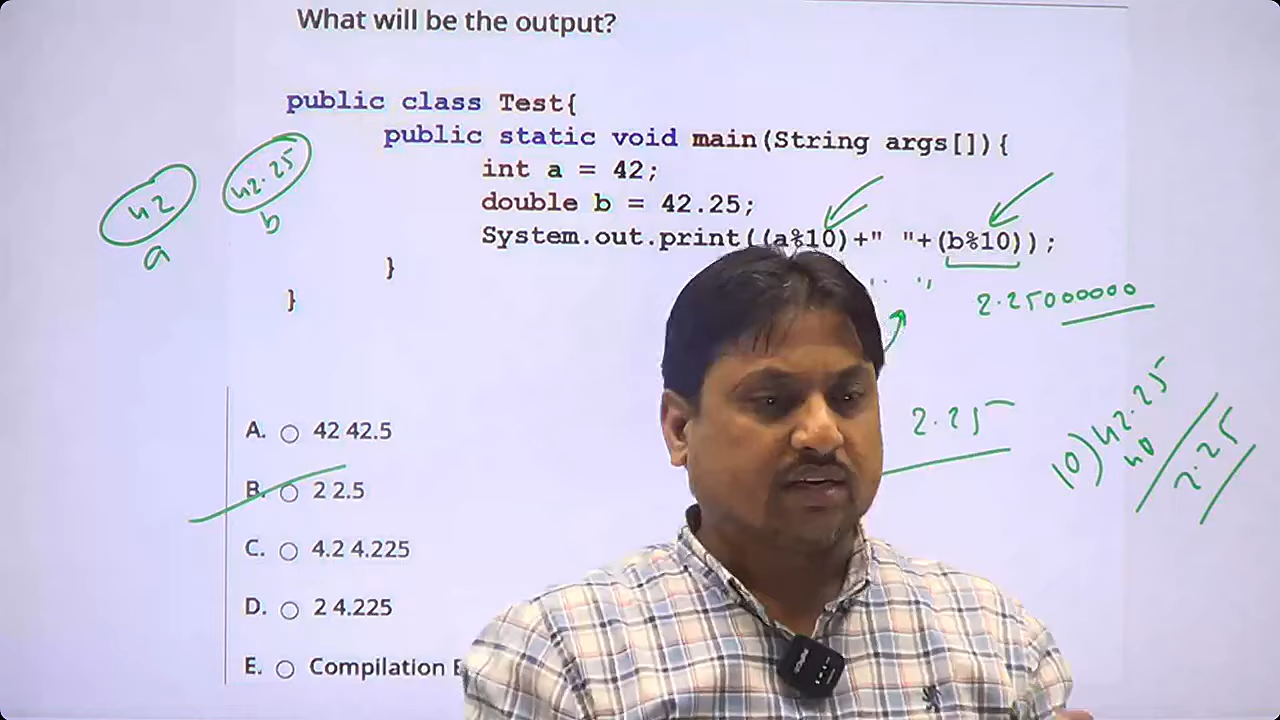 What will be the output?
public class Test{
public static void main(String args[]){
int a = 42;
double b = 42.25;
System.out.print((a%10)+" "+(b%10));
}
}
42
a
42.25
b
" "
2.25000000
2.25
10)42.25
40
2.25
A. 42 42.5
B. 2 2.5
C. 4.2 4.225
D. 2 4.225
E. Compilation